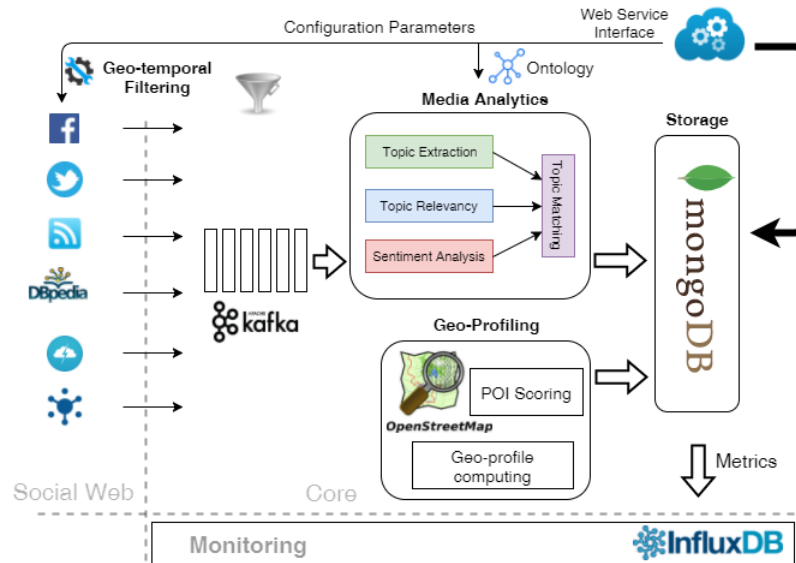 Configuration Parameters
Web Service
Interface
Geo-temporal
Filtering
Ontology
Media Analytics
Storage
Topic Extraction
Topic Relevancy
Sentiment Analysis
Topic Matching
mongoDB
DBpedia
APACHE
kafka
Geo-Profiling
POI Scoring
OpenStreetMap
Geo-profile
computing
Metrics
Social Web
Core
Monitoring
InfluxDB